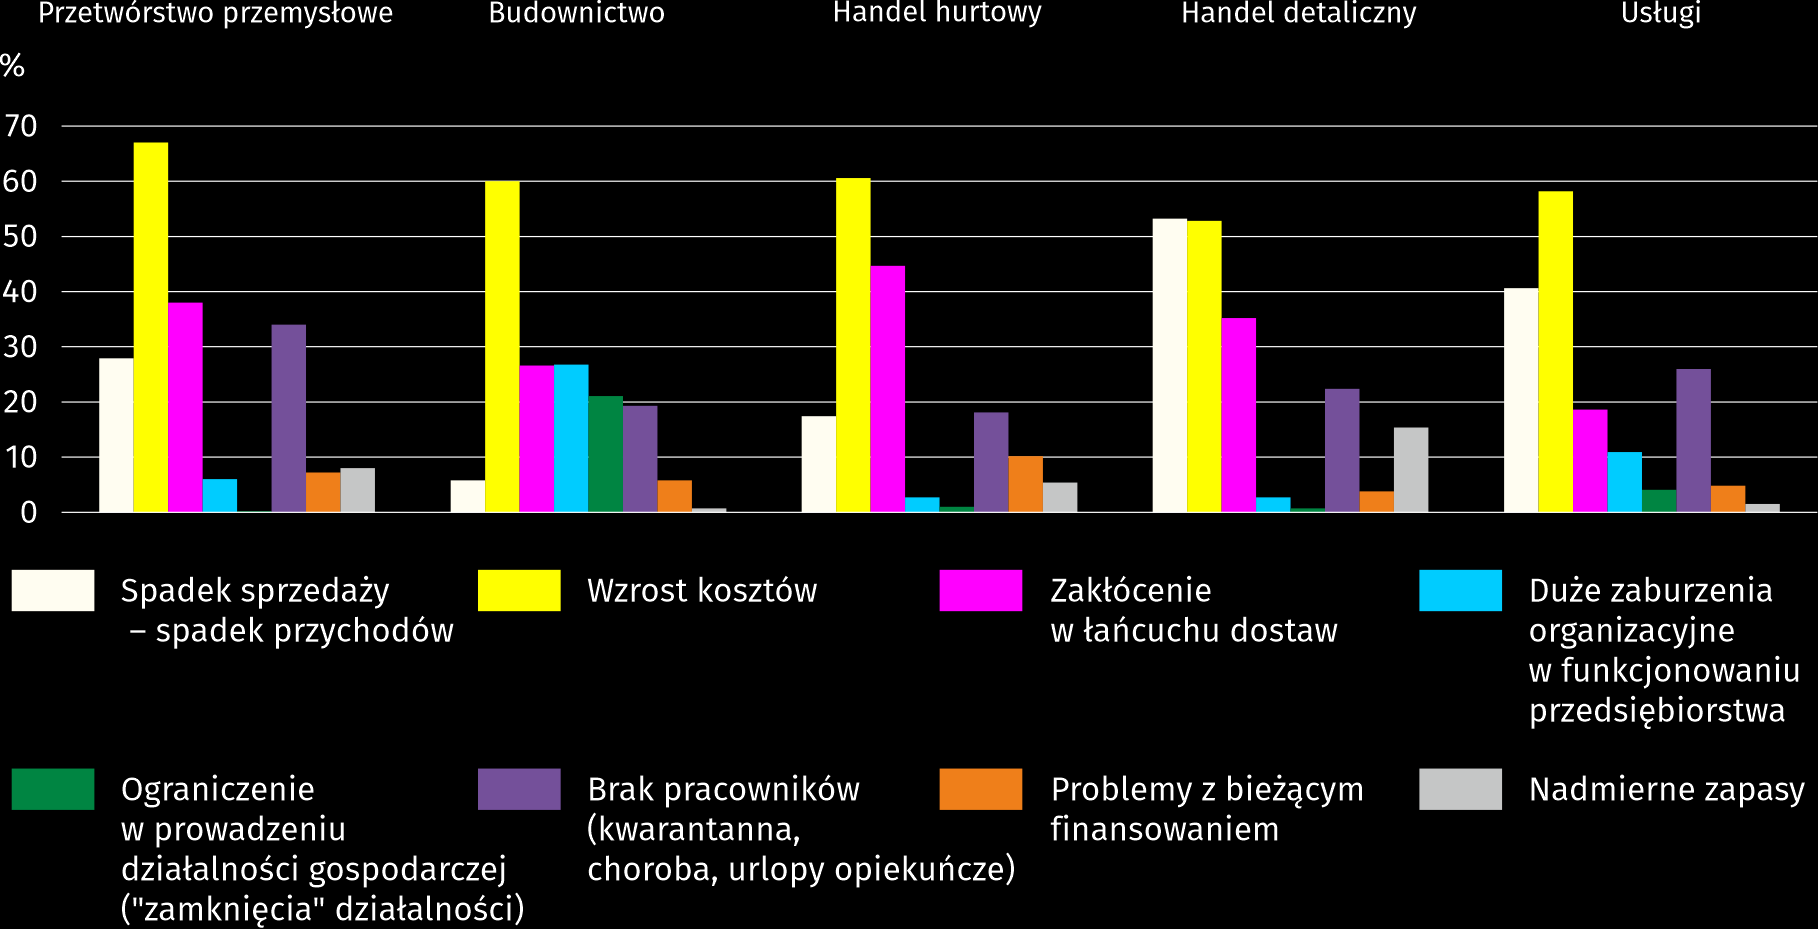 Przetwórstwo przemysłowe
Budownictwo
Handel hurtowy
Handel detaliczny
Usługi
%
70
60
50
40
30
20
10
0
Spadek sprzedaży
– spadek przychodów
Wzrost kosztów
Zakłócenie
w łańcuchu dostaw
Duże zaburzenia
organizacyjne
w funkcjonowaniu
przedsiębiorstwa
Ograniczenie
w prowadzeniu
działalności gospodarczej
("zamknięcia" działalności)
Brak pracowników
(kwarantanna,
choroba, urlopy opiekuńcze)
Problemy z bieżącym
finansowaniem
Nadmierne zapasy